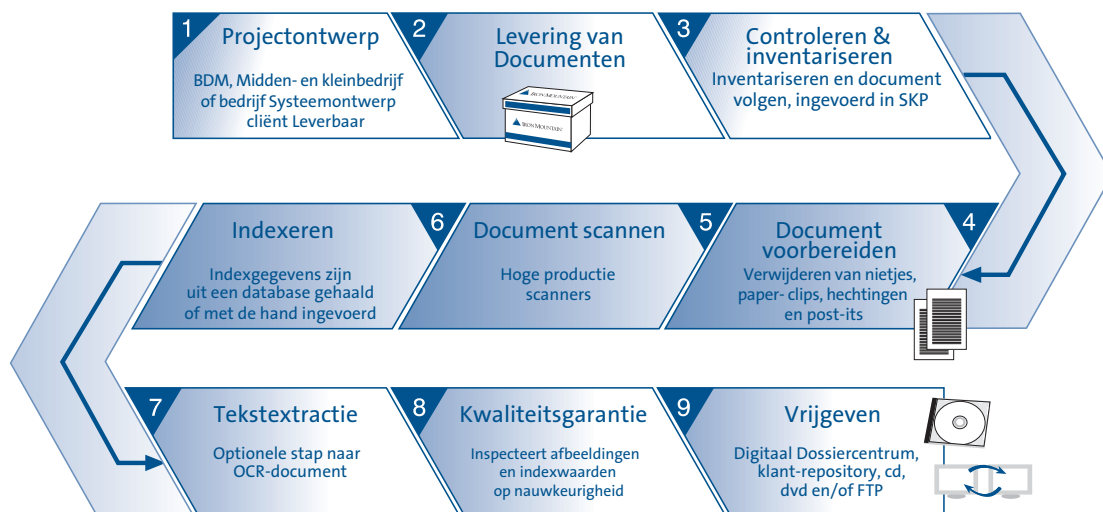 1
Projectontwerp
BDM, Midden- en kleinbedrijf
of bedrijf Systeemontwerp
cliënt Leverbaar
2
Levering van
Documenten
IRON MOUNTAIN
IRON MOUNTAIN
3
Controleren &
inventariseren
Inventariseren en document
volgen, ingevoerd in SKP
4
Document
voorbereiden
Verwijderen van nietjes,
paper- clips, hechtingen
en post-its
5
Document scannen
Hoge productie
scanners
6
Indexeren
Indexgegevens zijn
uit een database gehaald
of met de hand ingevoerd
7
Tekstextractie
Optionele stap naar
OCR-document
8
Kwaliteitsgarantie
Inspecteert afbeeldingen
en indexwaarden
op nauwkeurigheid
9
Vrijgeven
Digitaal Dossiercentrum,
klant-repository, cd,
dvd en/of FTP